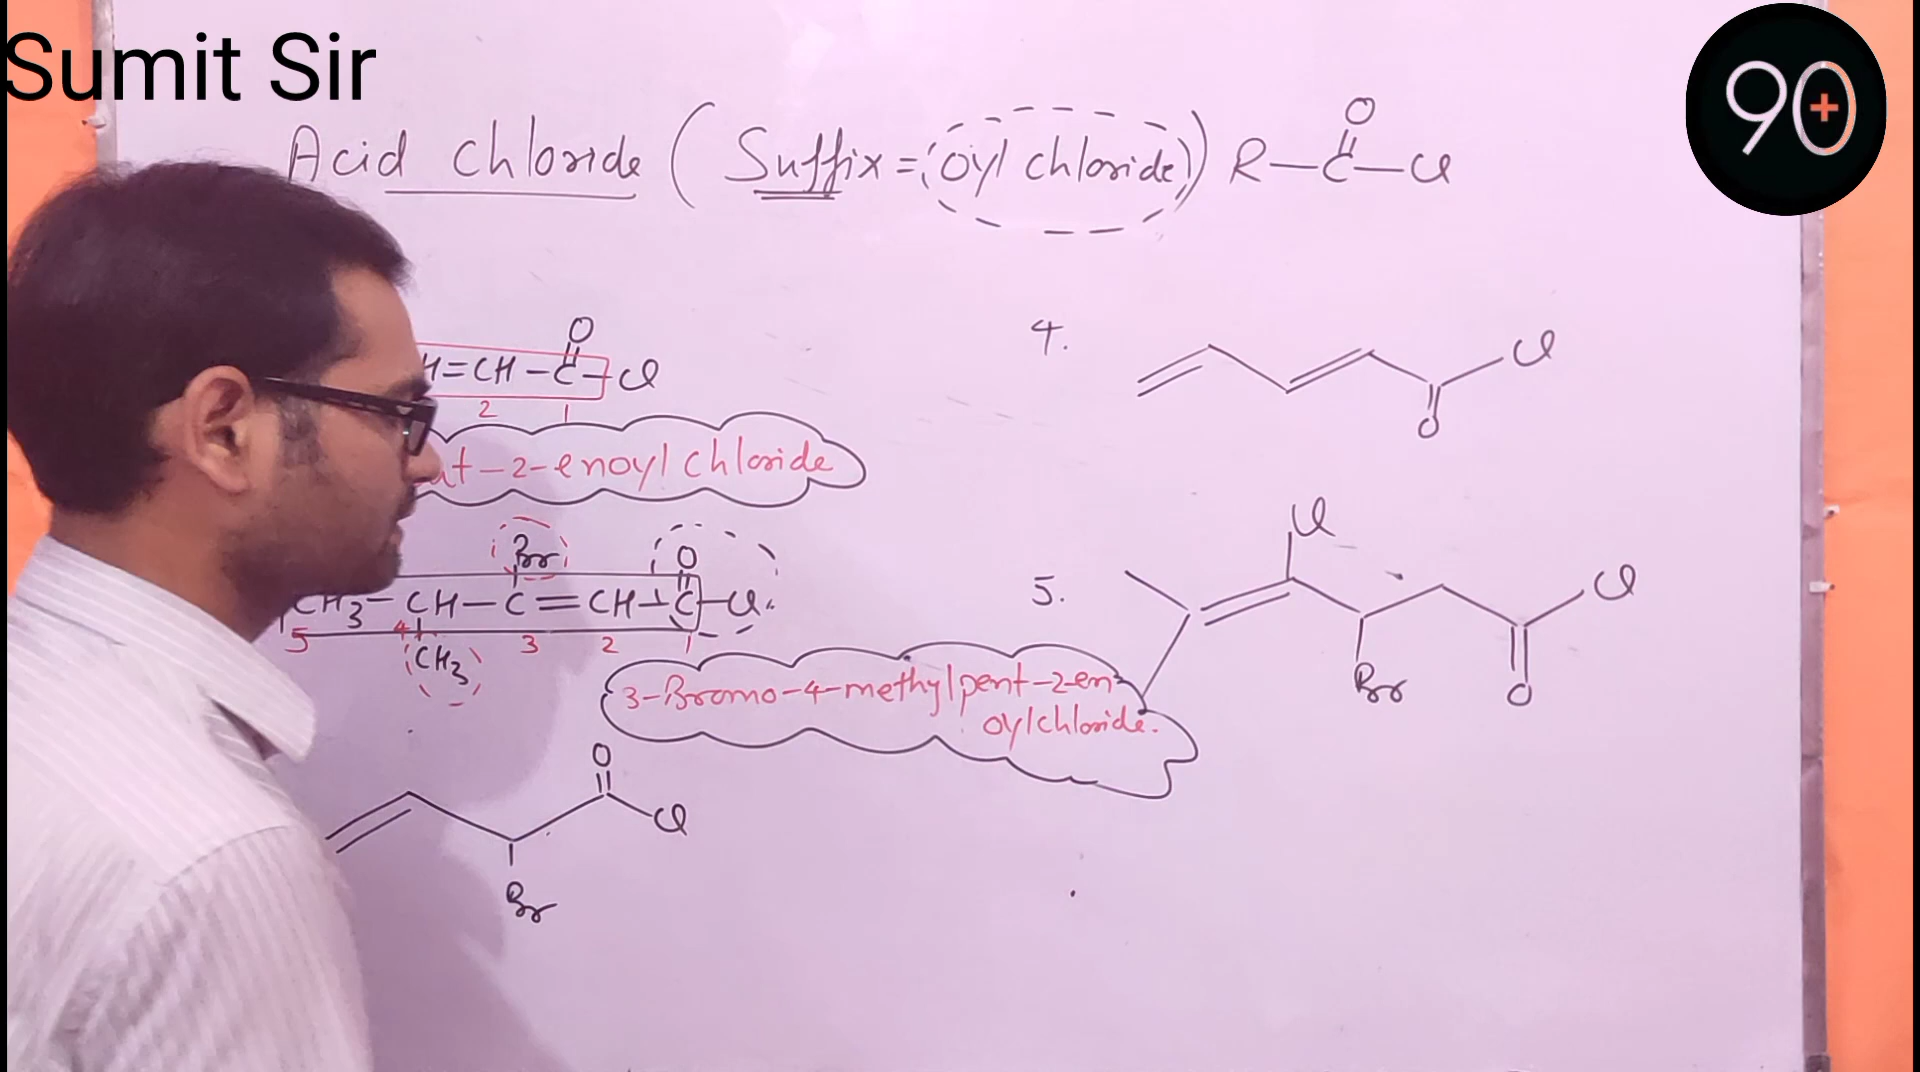 Sumit Sir
90+
Acid Chloride (Suffix = oyl chloride) R—C—Cl
O
O
H=CH—C—Cl
2 1
-2-enoyl chloride
4.
Cl
O
Br O
CH3—CH—C=CH—C—Cl
5 4 3 2 1
CH3
3-Bromo-4-methylpent-2-en-
oylchloride.
5.
Cl
Cl
Br
O
O
Cl
Br